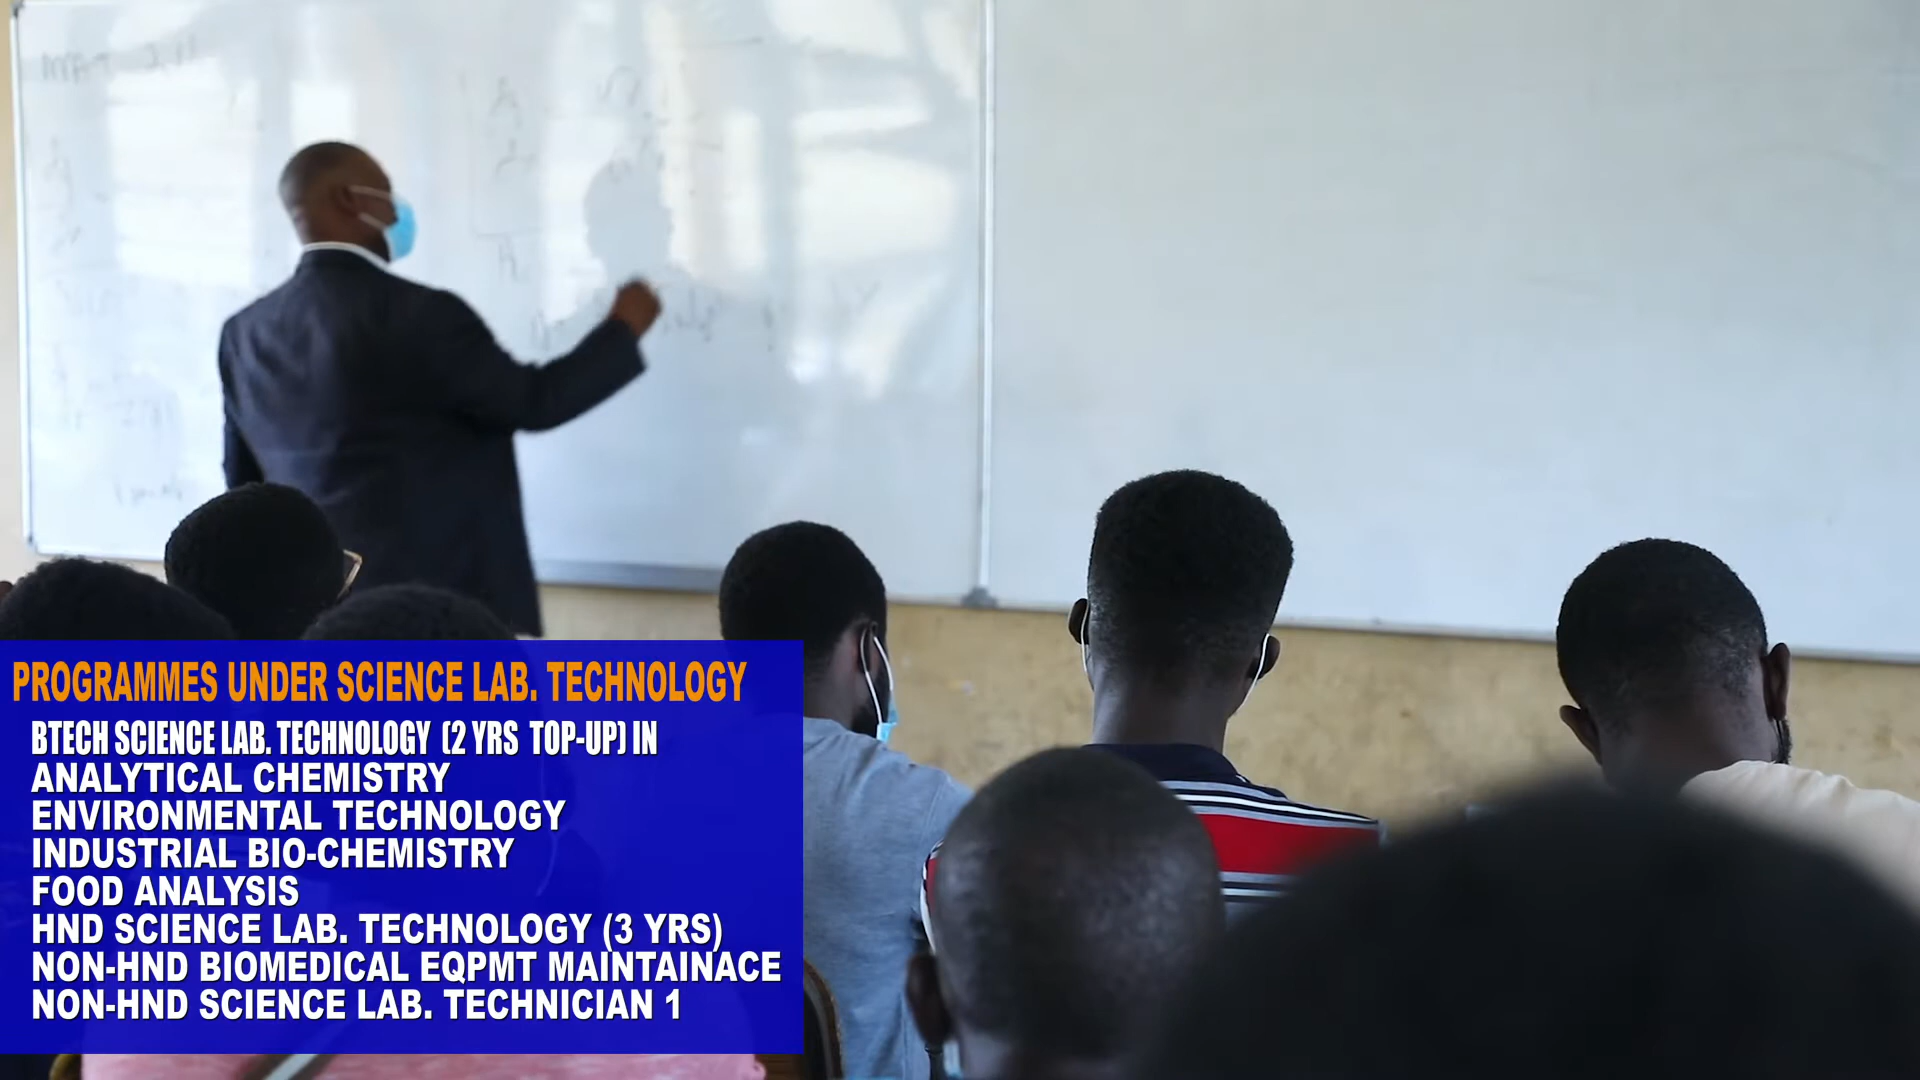 PROGRAMMES UNDER SCIENCE LAB. TECHNOLOGY
BTECH SCIENCE LAB. TECHNOLOGY (2 YRS TOP-UP) IN
ANALYTICAL CHEMISTRY
ENVIRONMENTAL TECHNOLOGY
INDUSTRIAL BIO-CHEMISTRY
FOOD ANALYSIS
HND SCIENCE LAB. TECHNOLOGY (3 YRS)
NON-HND BIOMEDICAL EQPMT MAINTAINACE
NON-HND SCIENCE LAB. TECHNICIAN 1